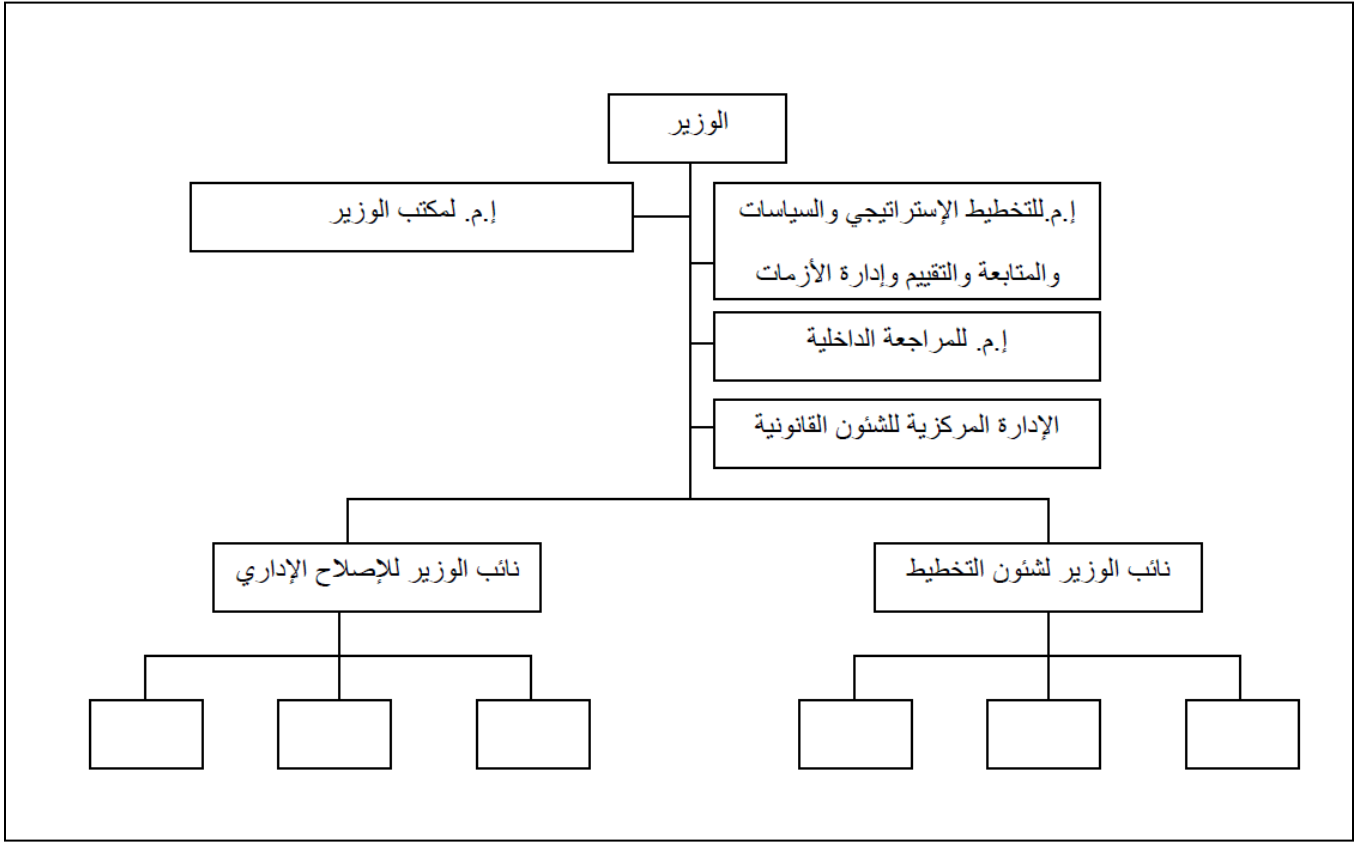 الوزير
إ.م.للتخطيط الإستراتيجي والسياسات
والمتابعة والتقييم وإدارة الأزمات
إ.م. لمكتب الوزير
إ.م. للمراجعة الداخلية
الإدارة المركزية للشئون القانونية
نائب الوزير لشئون التخطيط
نائب الوزير للإصلاح الإداري